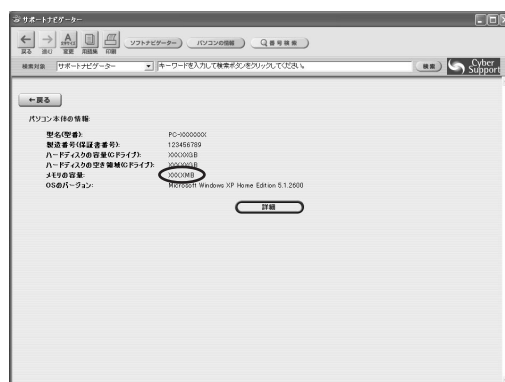 サポートナビゲーター
戻る 進む 文字サイズ変更 用語集 印刷 ソフトナビゲーター パソコンの情報 番号検索
検索対象 サポートナビゲーター キーワードを入力して検索ボタンをクリックしてください。 検索 Cyber Support
←戻る
パソコン本体の情報:
型名(型番): PC-XXXXXXX
製造番号(保証書番号): 123456789
ハードディスクの容量(Cドライブ): XXX.XXGB
ハードディスクの空き領域(Cドライブ): XXX.XXGB
メモリの容量: XXX.XXMB
OSのバージョン: Microsoft Windows XP Home Edition 5.1.2600
詳細